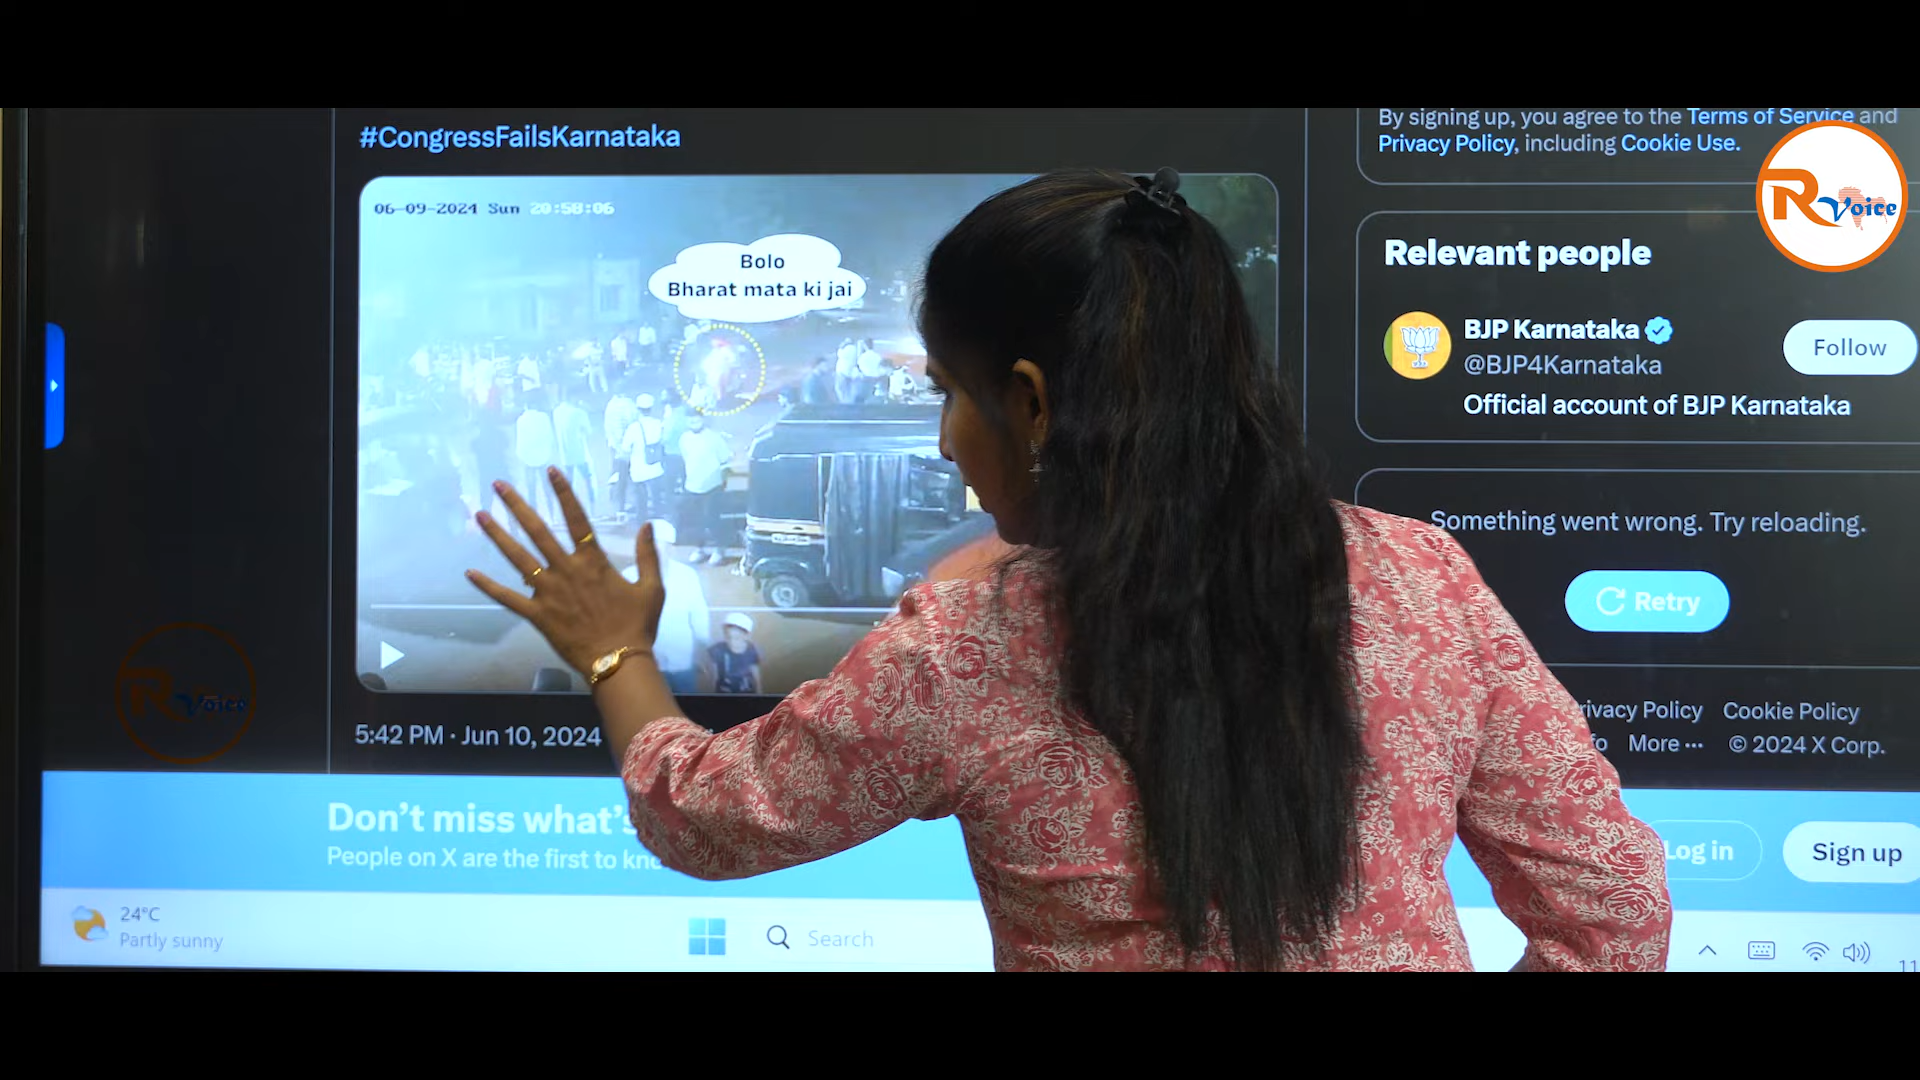 #CongressFailsKarnataka
06-09-2024 Sun 20:58:06
Bolo
Bharat mata ki jai
5:42 PM · Jun 10, 2024
By signing up, you agree to the Terms of Service and
Privacy Policy, including Cookie Use.
R Voice
Relevant people
BJP Karnataka
@BJP4Karnataka
Follow
Official account of BJP Karnataka
Something went wrong. Try reloading.
Retry
Privacy Policy Cookie Policy
More ··· © 2024 X Corp.
R Voice
Don't miss what's
People on X are the first to
Log in
Sign up
24°C
Partly sunny
Search